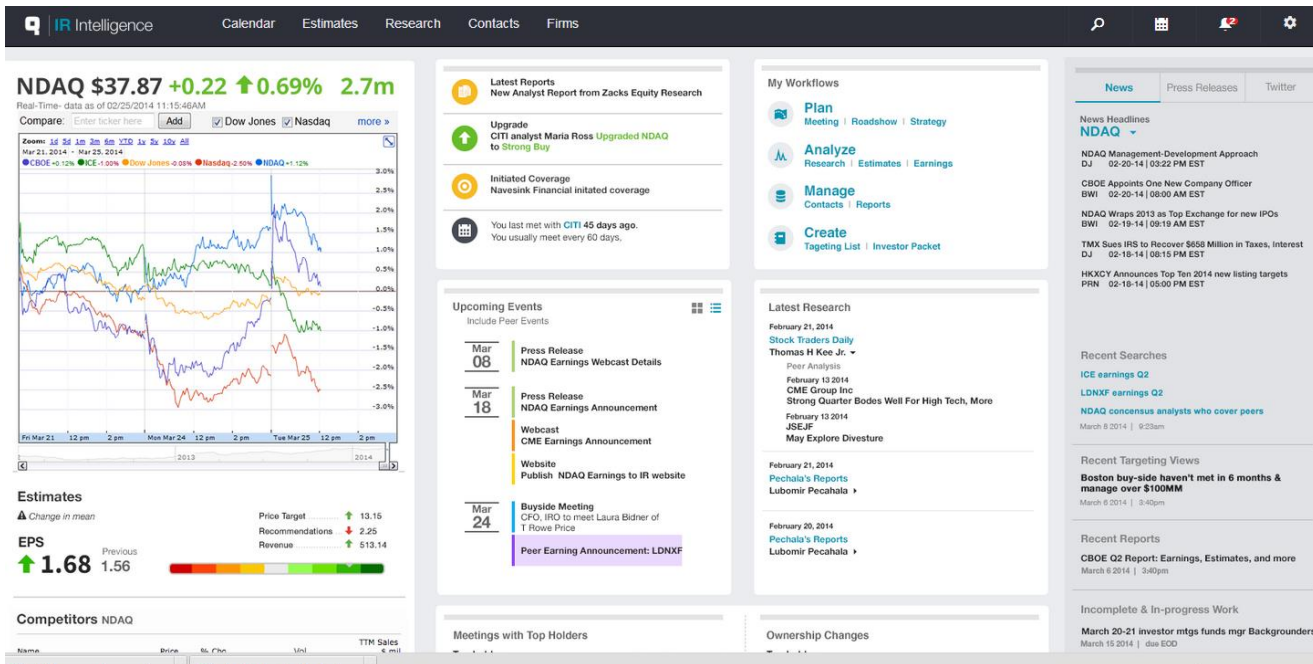 IR Intelligence
Calendar Estimates Research Contacts Firms
2
NDAQ $37.87 +0.22 0.69% 2.7m
Real-Time- data as of 02/25/2014 11:15:46AM
Compare: Enter ticker here Add Dow Jones Nasdaq more »
Zoom: 1d 5d 1m 3m 6m YTD 1y 5y 10y All
Mar 21, 2014 - Mar 25, 2014
CBOE +0.12% ICE -1.00% Dow Jones -0.08% Nasdaq -2.50% NDAQ +1.12%
3.0%
2.5%
2.0%
1.5%
1.0%
0.5%
0.0%
-0.5%
-1.0%
-1.5%
-2.0%
-2.5%
-3.0%
Fri Mar 21 12 pm 2 pm Mon Mar 24 12 pm 2 pm Tue Mar 25 12 pm 2 pm
2013 2014
Estimates
Change in mean
EPS
1.68
Previous
1.56
Price Target 13.15
Recommendations 2.25
Revenue 513.14
Competitors NDAQ
TTM Sales
Name Price % Chg Vol $ mil
Latest Reports
New Analyst Report from Zacks Equity Research
Upgrade
CITI analyst Maria Ross Upgraded NDAQ
to Strong Buy
Initiated Coverage
Navesink Financial initated coverage
You last met with CITI 45 days ago.
You usually meet every 60 days.
Upcoming Events
Include Peer Events
Mar
08
Press Release
NDAQ Earnings Webcast Details
Mar
18
Press Release
NDAQ Earnings Announcement
Webcast
CME Earnings Announcement
Website
Publish NDAQ Earnings to IR website
Mar
24
Buyside Meeting
CFO, IRO to meet Laura Bidner of
T Rowe Price
Peer Earning Announcement: LDNXF
Meetings with Top Holders
My Workflows
Plan
Meeting | Roadshow | Strategy
Analyze
Research | Estimates | Earnings
Manage
Contacts | Reports
Create
Tageting List | Investor Packet
Latest Research
February 21, 2014
Stock Traders Daily
Thomas H Kee Jr.
Peer Analysis
February 13 2014
CME Group Inc
Strong Quarter Bodes Well For High Tech, More
February 13 2014
JSEJF
May Explore Divesture
February 21, 2014
Pechala's Reports
Lubomir Pecahala
February 20, 2014
Pechala's Reports
Lubomir Pecahala
Ownership Changes
News Press Releases Twitter
News Headlines
NDAQ
NDAQ Management-Development Approach
DJ 02-20-14 | 03:22 PM EST
CBOE Appoints One New Company Officer
BWI 02-20-14 | 08:00 AM EST
NDAQ Wraps 2013 as Top Exchange for new IPOs
BWI 02-19-14 | 09:19 AM EST
TMX Sues IRS to Recover $658 Million in Taxes, Interest
DJ 02-18-14 | 08:15 PM EST
HKXCY Announces Top Ten 2014 new listing targets
PRN 02-18-14 | 05:00 PM EST
Recent Searches
ICE earnings Q2
LDNXF earnings Q2
NDAQ concensus analysts who cover peers
March 8 2014 | 9:23am
Recent Targeting Views
Boston buy-side haven't met in 6 months &
manage over $100MM
March 6 2014 | 3:40pm
Recent Reports
CBOE Q2 Report: Earnings, Estimates, and more
March 6 2014 | 3:40pm
Incomplete & In-progress Work
March 20-21 investor mtgs funds mgr Backgrounders
March 15 2014 | due EOD